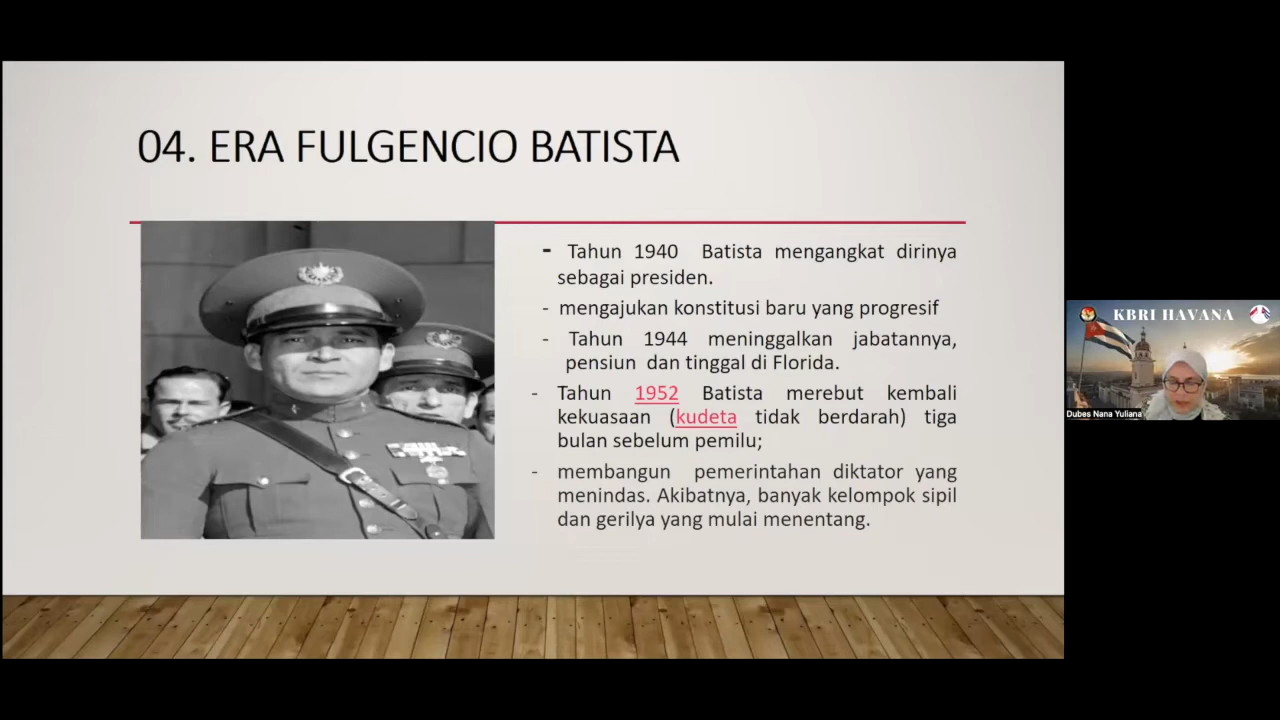 04. ERA FULGENCIO BATISTA
- Tahun 1940 Batista mengangkat dirinya
sebagai presiden.
- mengajukan konstitusi baru yang progresif
- Tahun 1944 meninggalkan jabatannya,
pensiun dan tinggal di Florida.
- Tahun 1952 Batista merebut kembali
kekuasaan (kudeta tidak berdarah) tiga
bulan sebelum pemilu;
- membangun pemerintahan diktator yang
menindas. Akibatnya, banyak kelompok sipil
dan gerilya yang mulai menentang.
KBRI HAVANA
Dubes Nana Yuliana